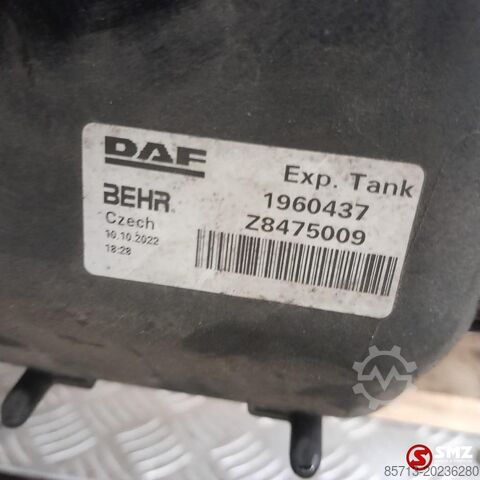 DAF
Exp. Tank
BEHR
1960437
Czech
Z8475009
10.10.2022
18:28
SMZ
85713-20236280